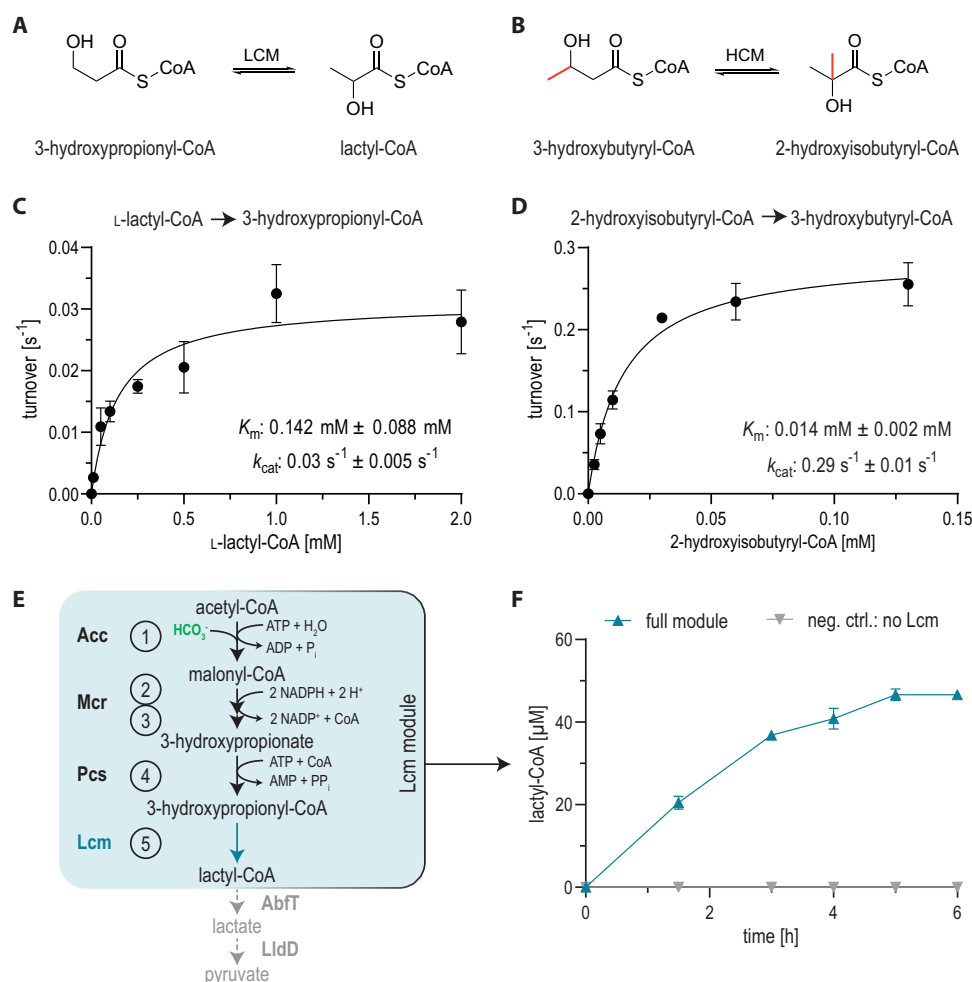 A
OH
O
S
CoA
LCM
O
S
CoA
OH
3-hydroxypropionyl-CoA
lactyl-CoA
B
OH
O
S
CoA
HCM
O
S
CoA
OH
3-hydroxybutyryl-CoA
2-hydroxyisobutyryl-CoA
C
L-lactyl-CoA → 3-hydroxypropionyl-CoA
0.04
0.03
0.02
0.01
0.00
turnover [s⁻¹]
Km: 0.142 mM ± 0.088 mM
kcat: 0.03 s⁻¹ ± 0.005 s⁻¹
0.0 0.5 1.0 1.5 2.0
L-lactyl-CoA [mM]
D
2-hydroxyisobutyryl-CoA → 3-hydroxybutyryl-CoA
0.3
0.2
0.1
0.0
turnover [s⁻¹]
Km: 0.014 mM ± 0.002 mM
kcat: 0.29 s⁻¹ ± 0.01 s⁻¹
0.00 0.05 0.10 0.15
2-hydroxyisobutyryl-CoA [mM]
E
acetyl-CoA
Acc 1 HCO₃⁻ ATP + H₂O
ADP + Pᵢ
malonyl-CoA
Mcr 2 3
2 NADPH + 2 H⁺
2 NADP⁺ + CoA
3-hydroxypropionate
Pcs 4 ATP + CoA
AMP + PPᵢ
3-hydroxypropionyl-CoA
Lcm 5
lactyl-CoA
Lcm module
AbfT
lactate
LldD
pyruvate
F
full module neg. ctrl.: no Lcm
60
40
20
0
lactyl-CoA [µM]
0 2 4 6
time [h]